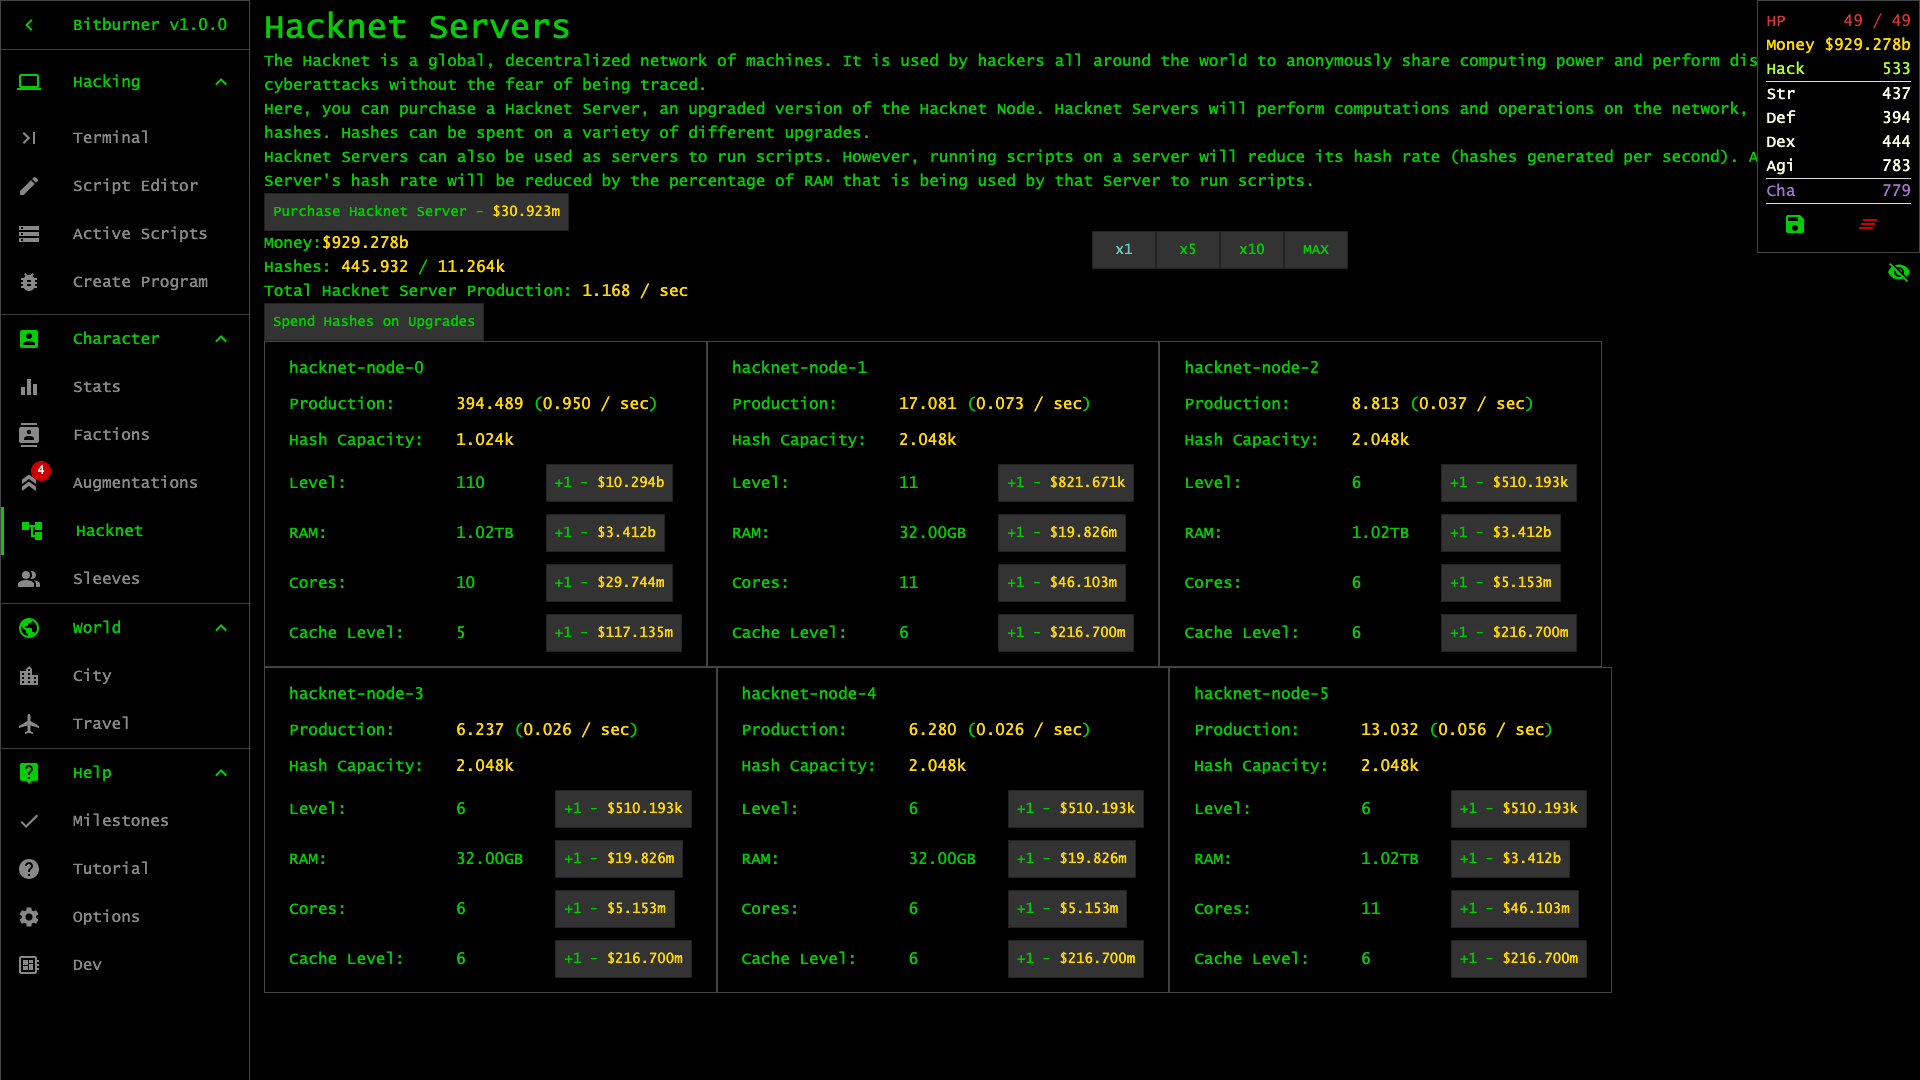 Bitburner v1.0.0
Hacking
Terminal
Script Editor
Active Scripts
Create Program
Character
Stats
Factions
4
Augmentations
Hacknet
Sleeves
World
City
Travel
Help
Milestones
Tutorial
Options
Dev
Hacknet Servers
The Hacknet is a global, decentralized network of machines. It is used by hackers all around the world to anonymously share computing power and perform dis
cyberattacks without the fear of being traced.
Here, you can purchase a Hacknet Server, an upgraded version of the Hacknet Node. Hacknet Servers will perform computations and operations on the network,
hashes. Hashes can be spent on a variety of different upgrades.
Hacknet Servers can also be used as servers to run scripts. However, running scripts on a server will reduce its hash rate (hashes generated per second). A
Server's hash rate will be reduced by the percentage of RAM that is being used by that Server to run scripts.
Purchase Hacknet Server - $30.923m
Money:$929.278b
Hashes: 445.932 / 11.264k
Total Hacknet Server Production: 1.168 / sec
x1 x5 x10 MAX
Spend Hashes on Upgrades
hacknet-node-0
Production: 394.489 (0.950 / sec)
Hash Capacity: 1.024k
Level: 110 +1 - $10.294b
RAM: 1.02TB +1 - $3.412b
Cores: 10 +1 - $29.744m
Cache Level: 5 +1 - $117.135m
hacknet-node-1
Production: 17.081 (0.073 / sec)
Hash Capacity: 2.048k
Level: 11 +1 - $821.671k
RAM: 32.00GB +1 - $19.826m
Cores: 11 +1 - $46.103m
Cache Level: 6 +1 - $216.700m
hacknet-node-2
Production: 8.813 (0.037 / sec)
Hash Capacity: 2.048k
Level: 6 +1 - $510.193k
RAM: 1.02TB +1 - $3.412b
Cores: 6 +1 - $5.153m
Cache Level: 6 +1 - $216.700m
hacknet-node-3
Production: 6.237 (0.026 / sec)
Hash Capacity: 2.048k
Level: 6 +1 - $510.193k
RAM: 32.00GB +1 - $19.826m
Cores: 6 +1 - $5.153m
Cache Level: 6 +1 - $216.700m
hacknet-node-4
Production: 6.280 (0.026 / sec)
Hash Capacity: 2.048k
Level: 6 +1 - $510.193k
RAM: 32.00GB +1 - $19.826m
Cores: 6 +1 - $5.153m
Cache Level: 6 +1 - $216.700m
hacknet-node-5
Production: 13.032 (0.056 / sec)
Hash Capacity: 2.048k
Level: 6 +1 - $510.193k
RAM: 1.02TB +1 - $3.412b
Cores: 11 +1 - $46.103m
Cache Level: 6 +1 - $216.700m
HP 49 / 49
Money $929.278b
Hack 533
Str 437
Def 394
Dex 444
Agi 783
Cha 779